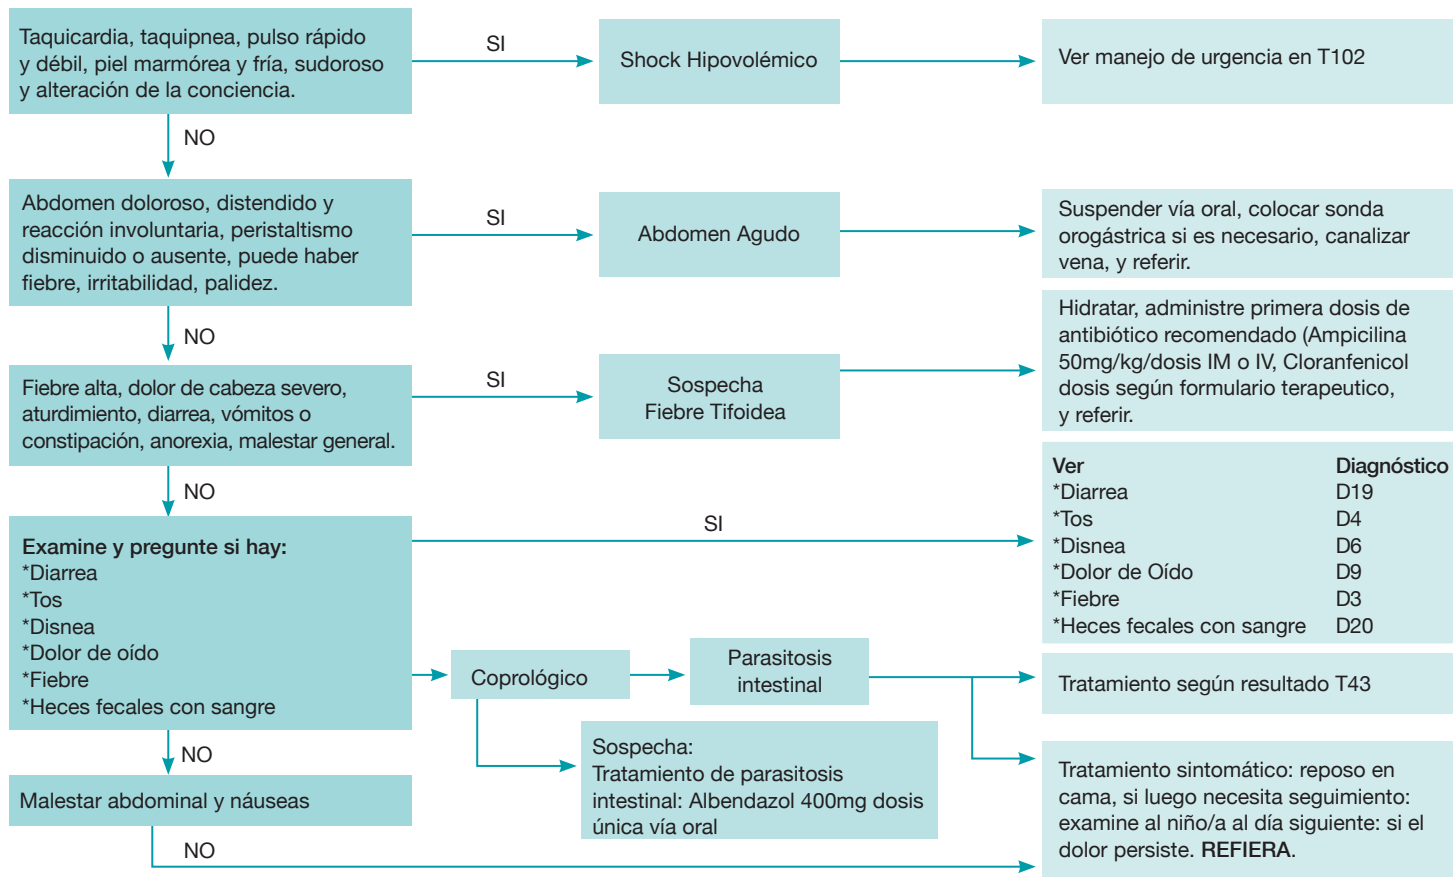 Taquicardia, taquipnea, pulso rápido
y débil, piel marmórea y fría, sudoroso
y alteración de la conciencia.
SI
Shock Hipovolémico
Ver manejo de urgencia en T102
NO
Abdomen doloroso, distendido y
reacción involuntaria, peristaltismo
disminuido o ausente, puede haber
fiebre, irritabilidad, palidez.
SI
Abdomen Agudo
Suspender vía oral, colocar sonda
orogástrica si es necesario, canalizar
vena, y referir.
NO
Fiebre alta, dolor de cabeza severo,
aturdimiento, diarrea, vómitos o
constipación, anorexia, malestar general.
SI
Sospecha
Fiebre Tifoidea
Hidratar, administre primera dosis de
antibiótico recomendado (Ampicilina
50mg/kg/dosis IM o IV, Cloranfenicol
dosis según formulario terapeutico,
y referir.
NO
Examine y pregunte si hay:
*Diarrea
*Tos
*Disnea
*Dolor de oído
*Fiebre
*Heces fecales con sangre
SI
Ver Diagnóstico
*Diarrea D19
*Tos D4
*Disnea D6
*Dolor de Oído D9
*Fiebre D3
*Heces fecales con sangre D20
Coprológico
Parasitosis
intestinal
Tratamiento según resultado T43
Sospecha:
Tratamiento de parasitosis
intestinal: Albendazol 400mg dosis
única vía oral
NO
Malestar abdominal y náuseas
NO
Tratamiento sintomático: reposo en
cama, si luego necesita seguimiento:
examine al niño/a al día siguiente: si el
dolor persiste. REFIERA.